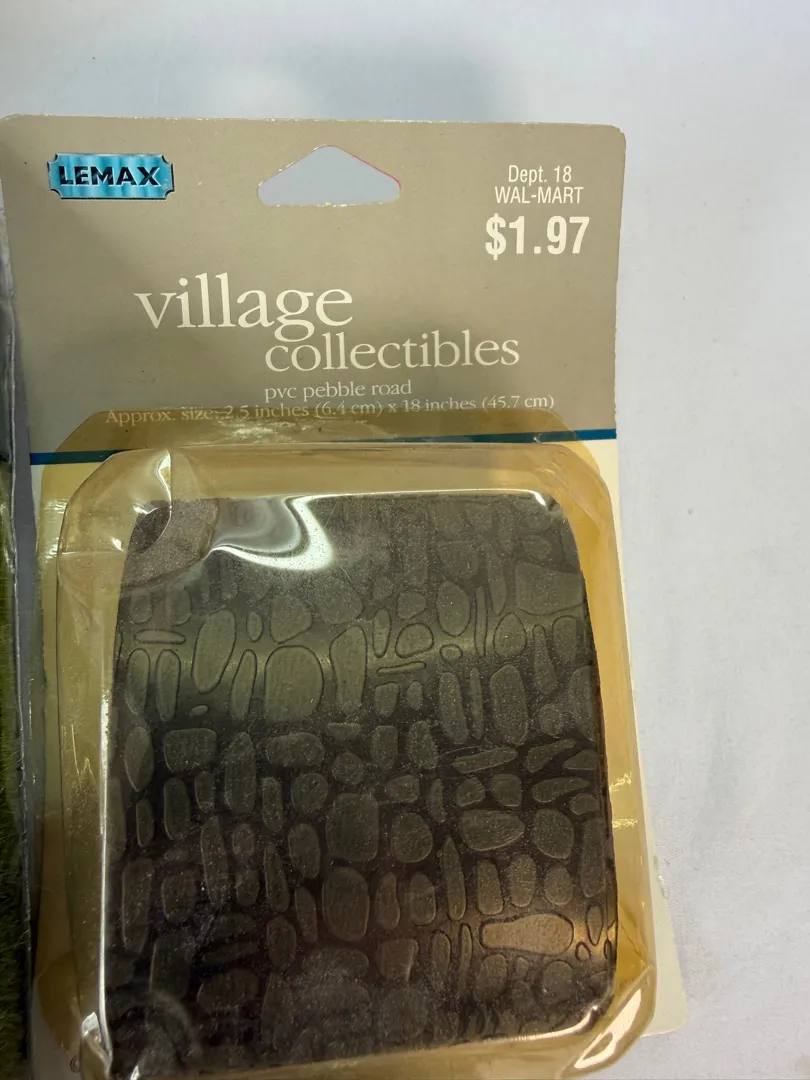 LEMAX
Dept. 18
WAL-MART
$1.97
village
collectibles
pvc pebble road
Approx. size: 2.5 inches (6.4 cm) x 18 inches (45.7 cm)